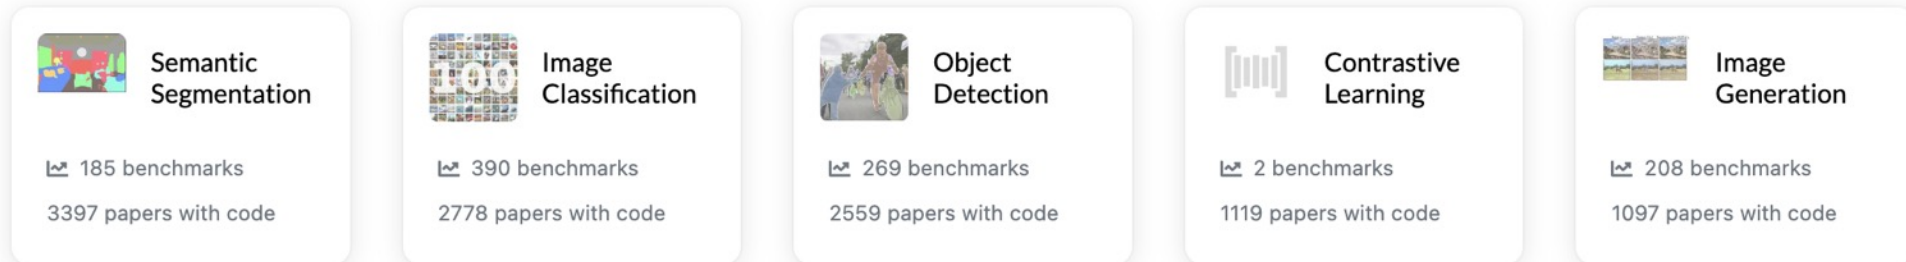 Semantic
Segmentation
185 benchmarks
3397 papers with code
100
Image
Classification
390 benchmarks
2778 papers with code
Object
Detection
269 benchmarks
2559 papers with code
Contrastive
Learning
2 benchmarks
1119 papers with code
Image
Generation
208 benchmarks
1097 papers with code